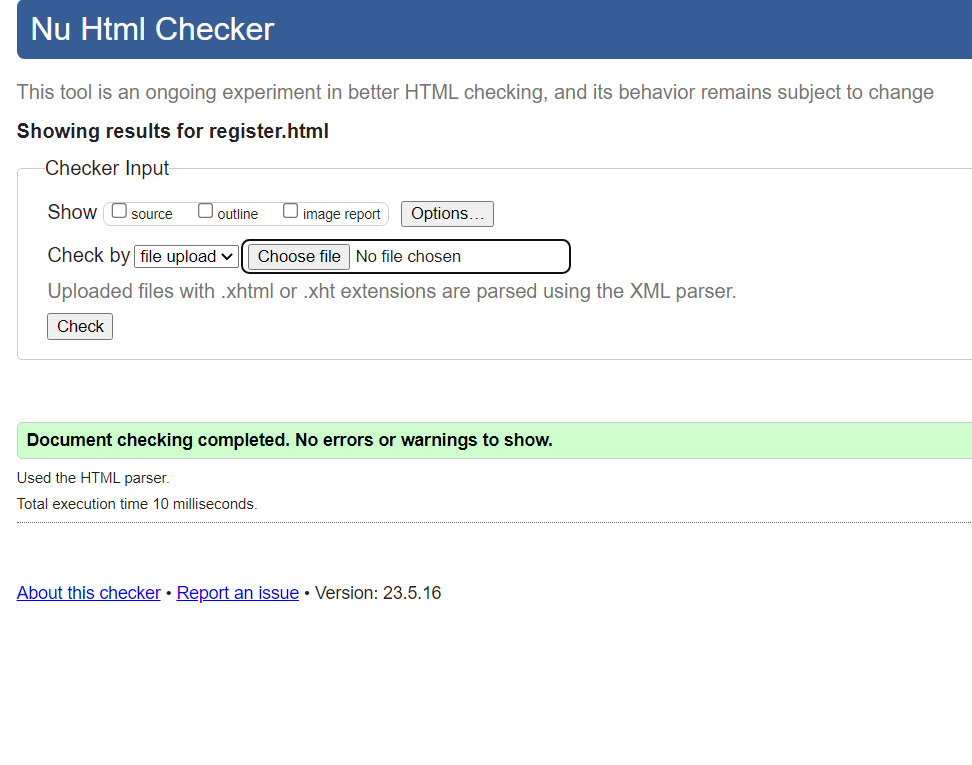 Nu Html Checker
This tool is an ongoing experiment in better HTML checking, and its behavior remains subject to change
Showing results for register.html
Checker Input
Show source outline image report Options…
Check by file upload Choose file No file chosen
Uploaded files with .xhtml or .xht extensions are parsed using the XML parser.
Check
Document checking completed. No errors or warnings to show.
Used the HTML parser.
Total execution time 10 milliseconds.
About this checker • Report an issue • Version: 23.5.16